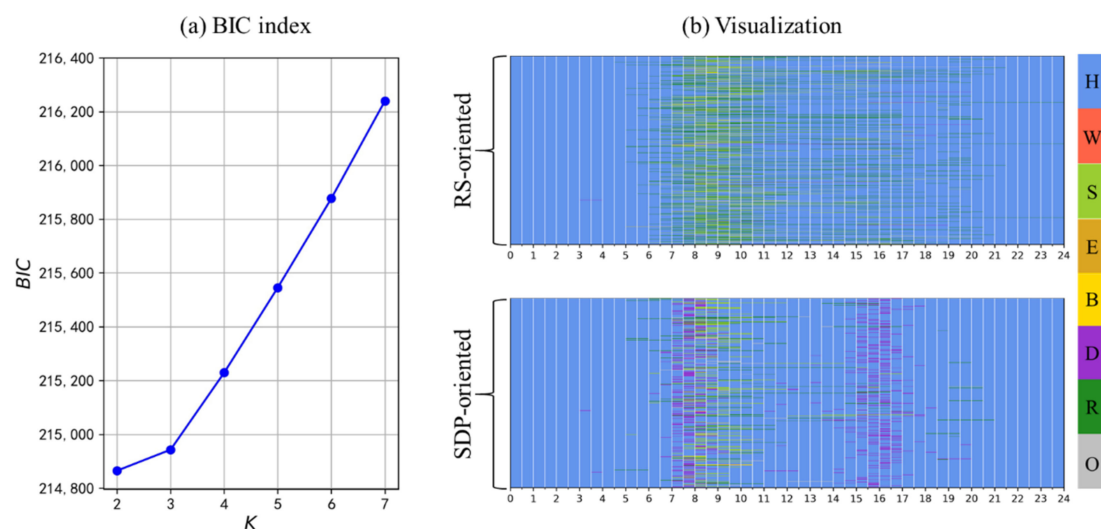 (a) BIC index
216,400
216,200
216,000
215,800
215,600
215,400
215,200
215,000
214,800
BIC
2 3 4 5 6 7
K
(b) Visualization
RS-oriented
0 1 2 3 4 5 6 7 8 9 10 11 12 13 14 15 16 17 18 19 20 21 22 23 24
SDP-oriented
0 1 2 3 4 5 6 7 8 9 10 11 12 13 14 15 16 17 18 19 20 21 22 23 24
H
W
S
E
B
D
R
O